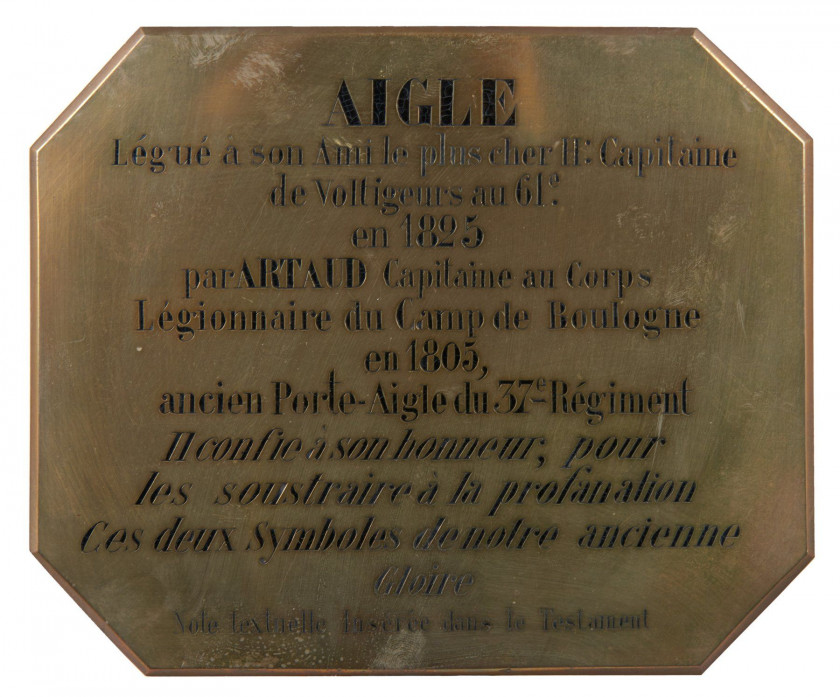 AIGLE
Légué à son Ami le plus cher H. Capitaine
de Voltigeurs au 61e.
en 1825
par ARTAUD Capitaine au Corps
Légionnaire du Camp de Boulogne
en 1805,
ancien Porte-Aigle du 37e Régiment
Il confie à son honneur, pour
les soustraire à la profanation
Ces deux Symboles de notre ancienne
Gloire
Note Textuelle Insérée dans le Testament